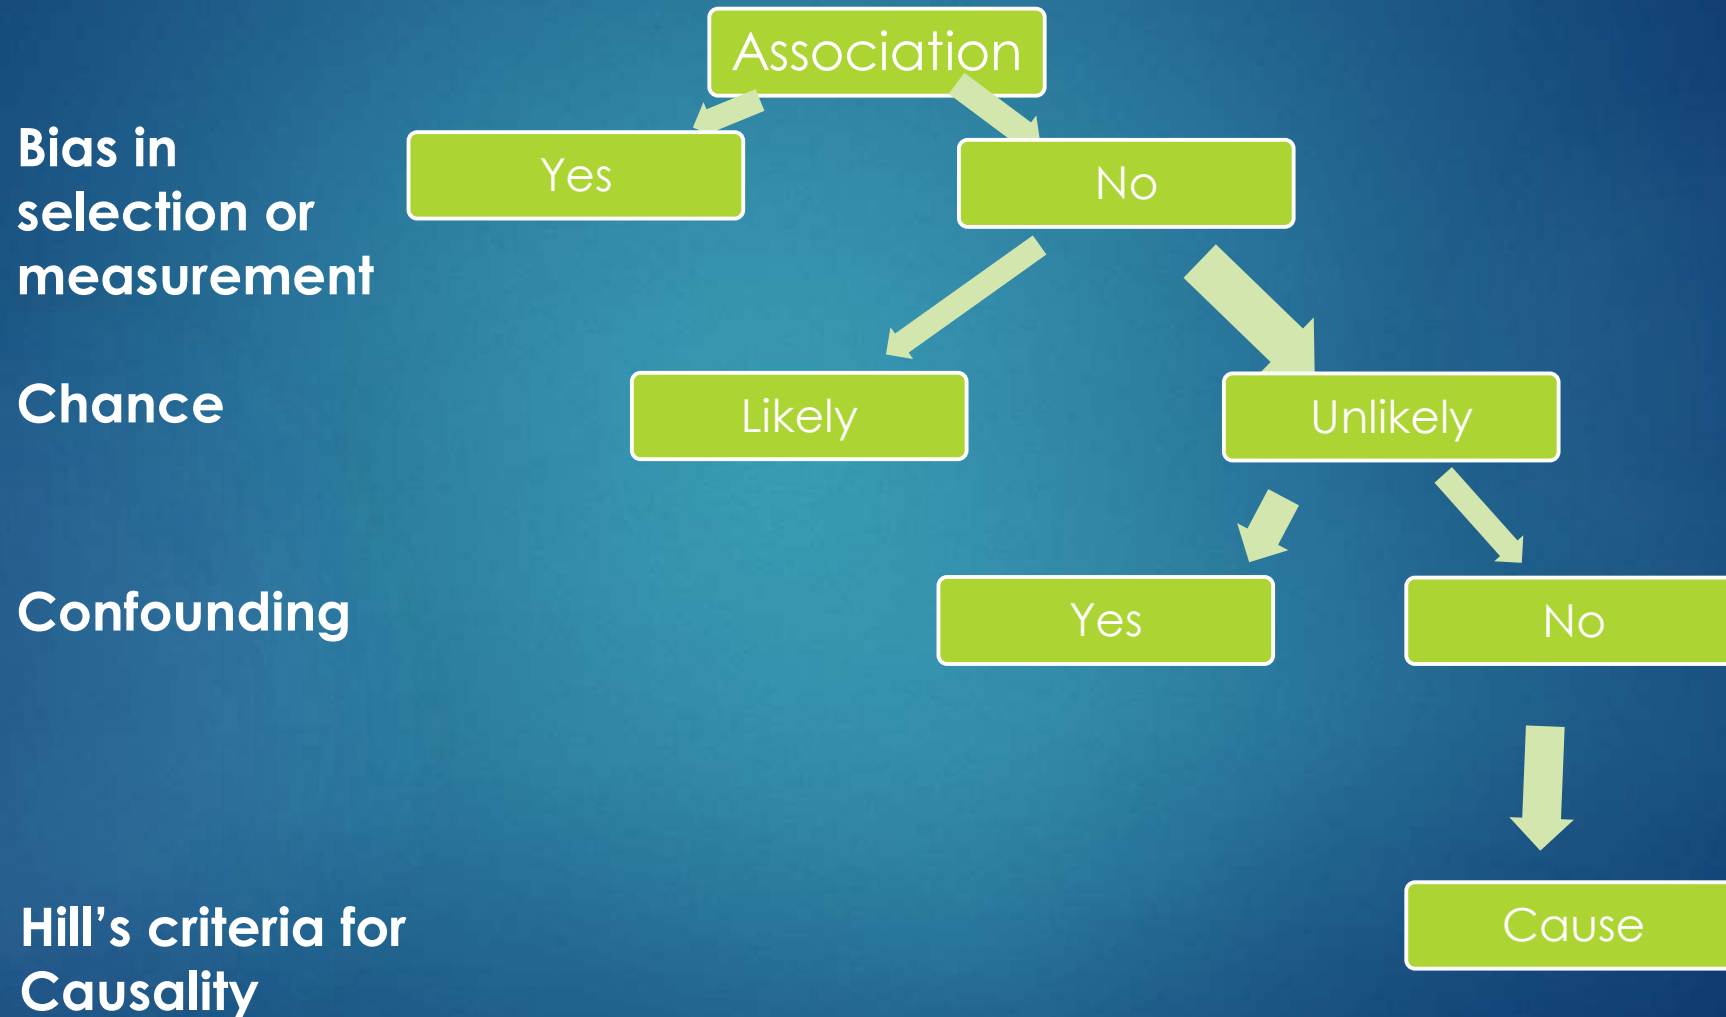 Association
Bias in
selection or
measurement
Yes
No
Chance
Likely
Unlikely
Confounding
Yes
No
Hill’s criteria for
Causality
Cause